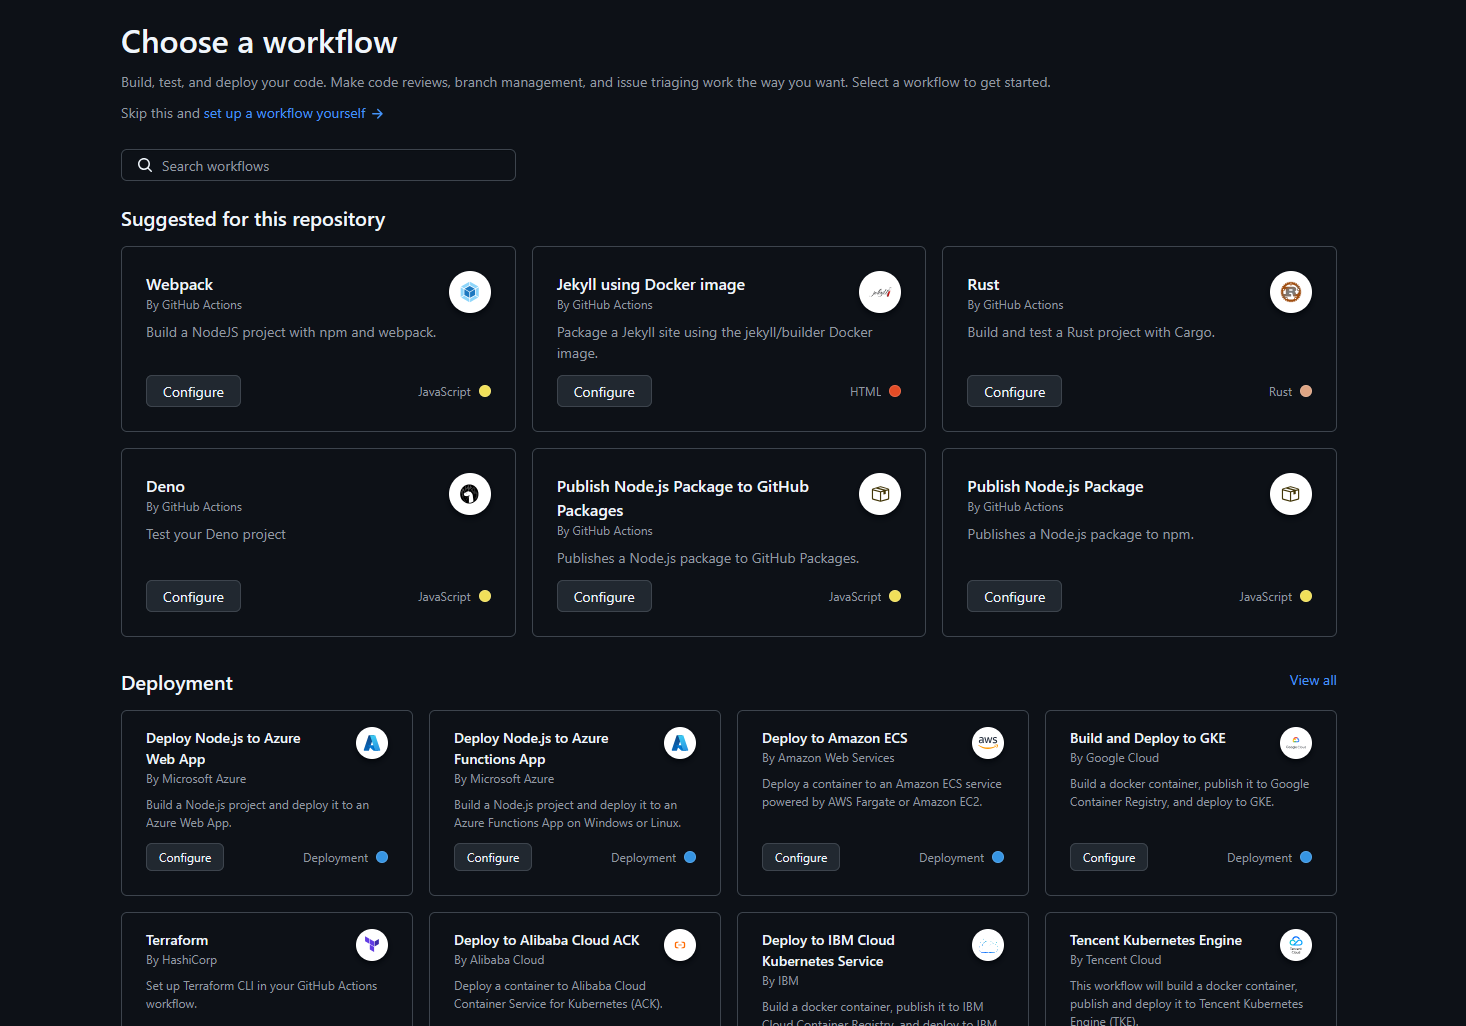 Choose a workflow
Build, test, and deploy your code. Make code reviews, branch management, and issue triaging work the way you want. Select a workflow to get started.
Skip this and set up a workflow yourself →
Search workflows
Suggested for this repository
Webpack
By GitHub Actions
Build a NodeJS project with npm and webpack.
Configure
JavaScript
Jekyll using Docker image
By GitHub Actions
Package a Jekyll site using the jekyll/builder Docker
image.
Configure
HTML
jekyll
Rust
By GitHub Actions
Build and test a Rust project with Cargo.
Configure
Rust
Deno
By GitHub Actions
Test your Deno project
Configure
JavaScript
Publish Node.js Package to GitHub
Packages
By GitHub Actions
Publishes a Node.js package to GitHub Packages.
Configure
JavaScript
Publish Node.js Package
By GitHub Actions
Publishes a Node.js package to npm.
Configure
JavaScript
Deployment
View all
Deploy Node.js to Azure
Web App
By Microsoft Azure
Build a Node.js project and deploy it to an
Azure Web App.
Configure
Deployment
Deploy Node.js to Azure
Functions App
By Microsoft Azure
Build a Node.js project and deploy it to an
Azure Functions App on Windows or Linux.
Configure
Deployment
Deploy to Amazon ECS
aws
By Amazon Web Services
Deploy a container to an Amazon ECS service
powered by AWS Fargate or Amazon EC2.
Configure
Deployment
Build and Deploy to GKE
Google Cloud
By Google Cloud
Build a docker container, publish it to Google
Container Registry, and deploy to GKE.
Configure
Deployment
Terraform
By HashiCorp
Set up Terraform CLI in your GitHub Actions
workflow.
Deploy to Alibaba Cloud ACK
By Alibaba Cloud
Deploy a container to Alibaba Cloud
Container Service for Kubernetes (ACK).
Deploy to IBM Cloud
Kubernetes Service
By IBM
Build a docker container, publish it to IBM
Cloud Container Registry, and deploy to IBM
Tencent Kubernetes Engine
Tencent
Cloud
By Tencent Cloud
This workflow will build a docker container,
publish and deploy it to Tencent Kubernetes
Engine (TKE).